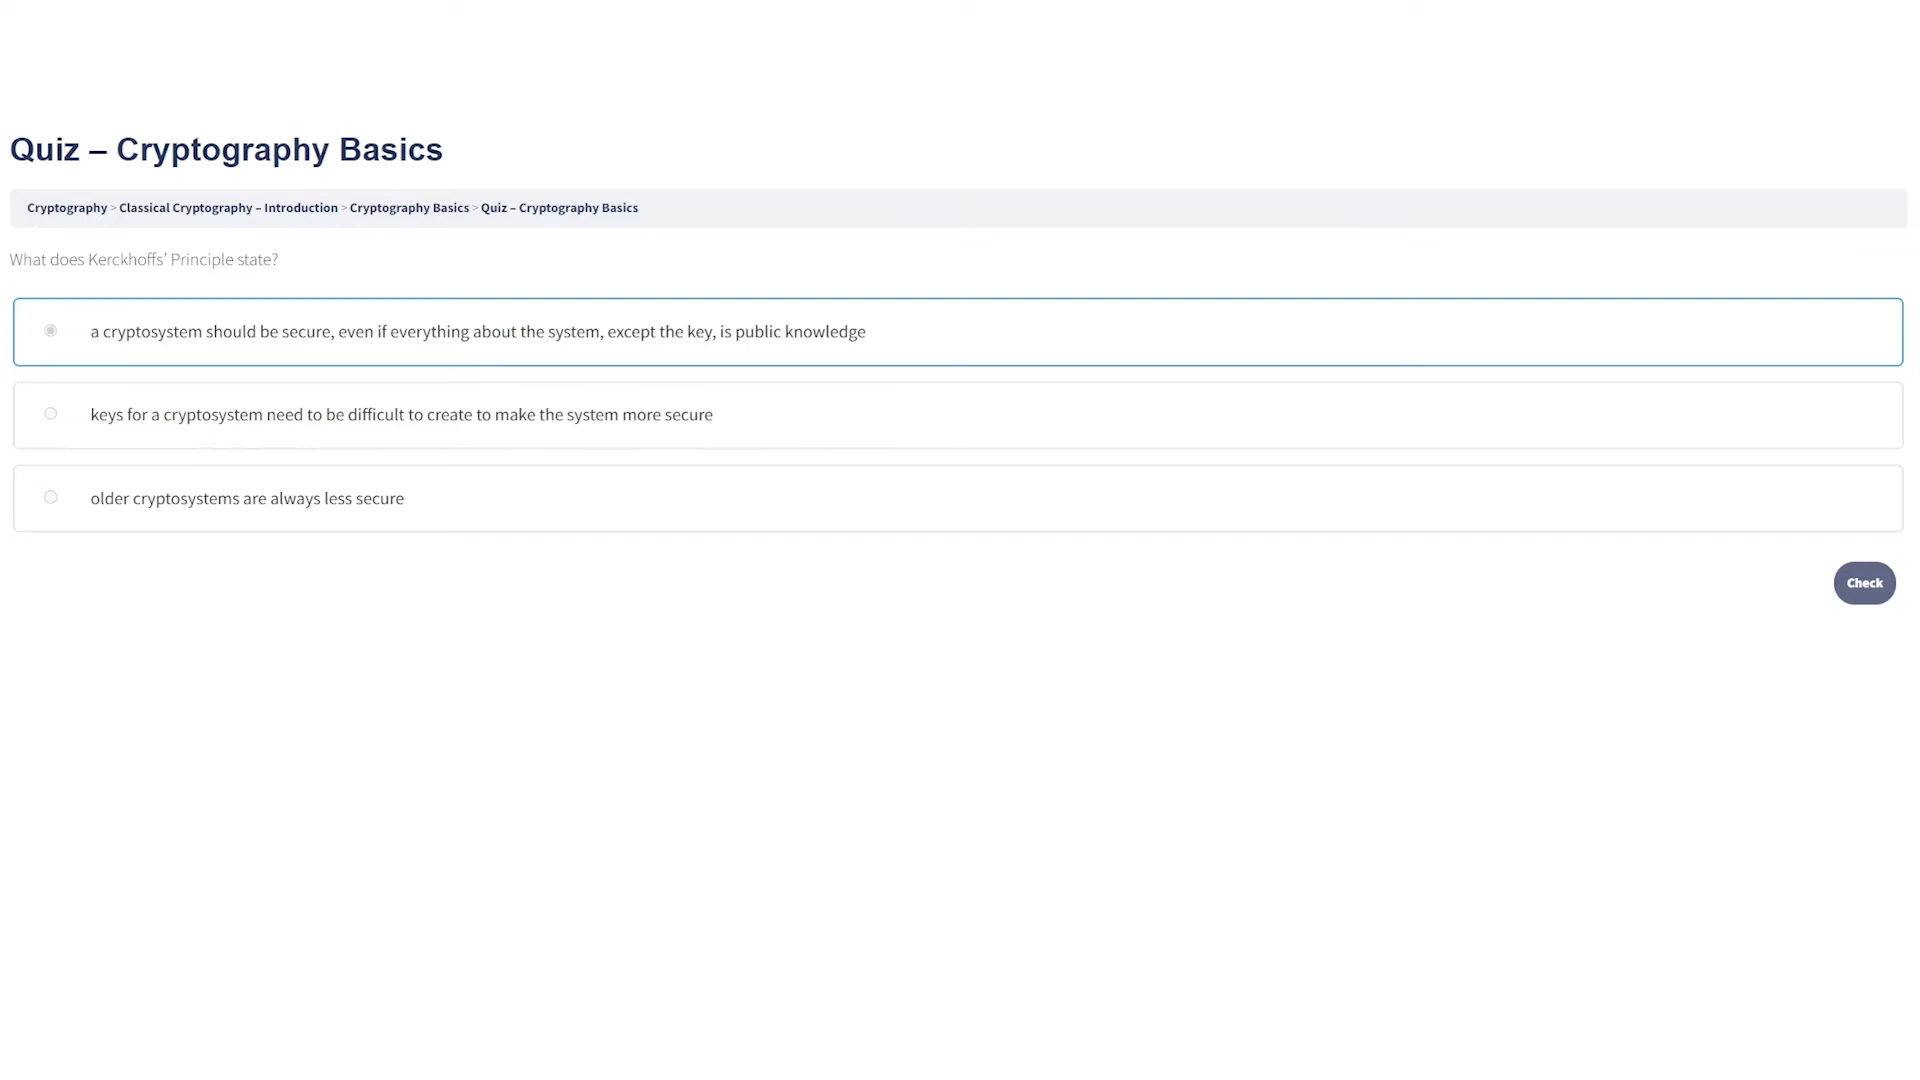 Quiz – Cryptography Basics
Cryptography > Classical Cryptography – Introduction > Cryptography Basics > Quiz – Cryptography Basics
What does Kerckhoffs’ Principle state?
a cryptosystem should be secure, even if everything about the system, except the key, is public knowledge
keys for a cryptosystem need to be difficult to create to make the system more secure
older cryptosystems are always less secure
Check